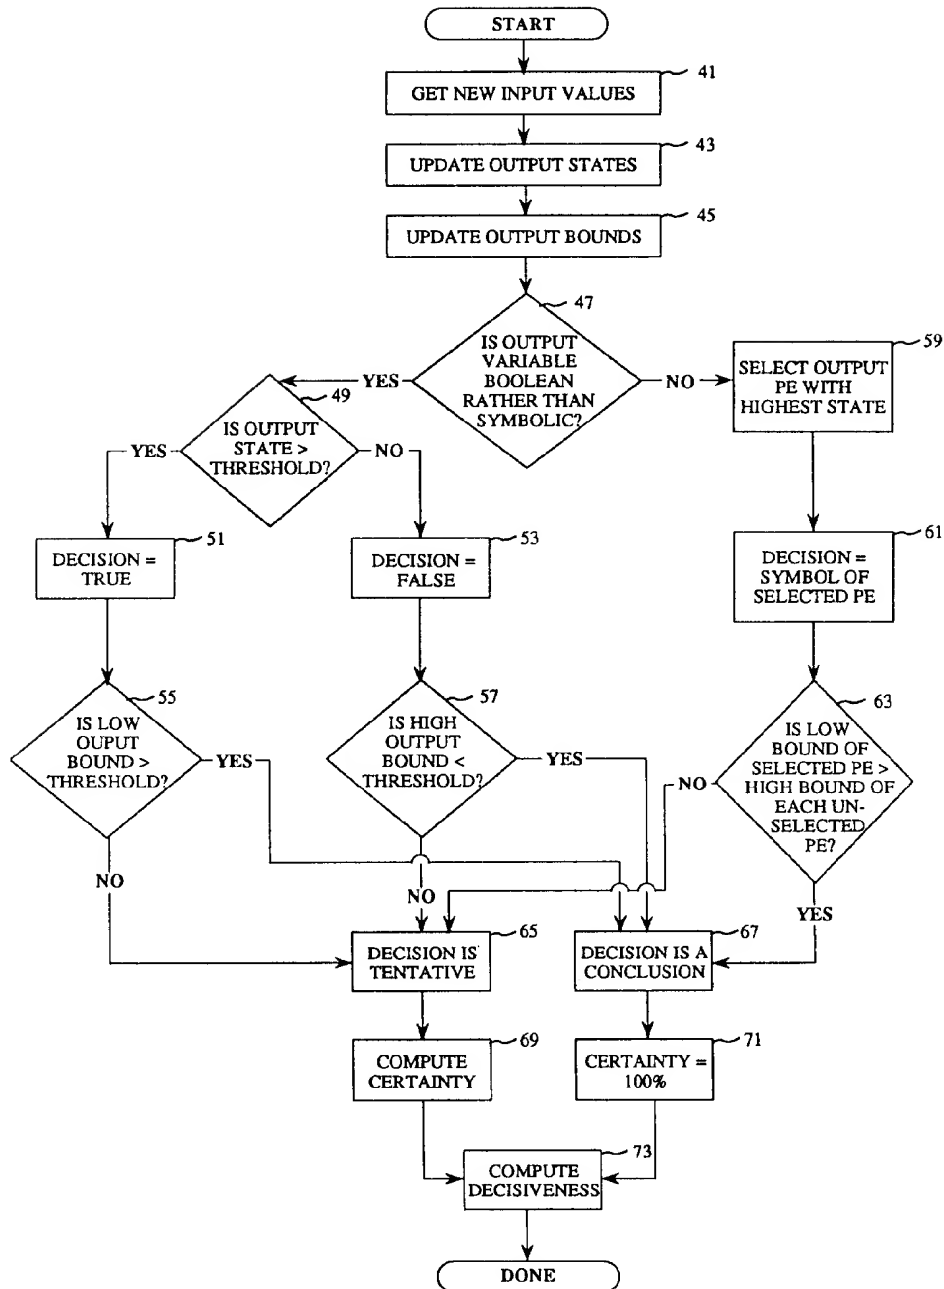 START
41
GET NEW INPUT VALUES
43
UPDATE OUTPUT STATES
45
UPDATE OUTPUT BOUNDS
47
IS OUTPUT
VARIABLE
BOOLEAN
RATHER THAN
SYMBOLIC?
YES
NO
59
SELECT OUTPUT
PE WITH
HIGHEST STATE
49
IS OUTPUT
STATE >
THRESHOLD?
YES
NO
51
DECISION =
TRUE
53
DECISION =
FALSE
61
DECISION =
SYMBOL OF
SELECTED PE
55
IS LOW
OUPUT
BOUND >
THRESHOLD?
YES
NO
57
IS HIGH
OUTPUT
BOUND <
THRESHOLD?
YES
NO
63
IS LOW
BOUND OF
SELECTED PE >
HIGH BOUND OF
EACH UN-
SELECTED
PE?
NO
YES
65
DECISION IS
TENTATIVE
67
DECISION IS A
CONCLUSION
69
COMPUTE
CERTAINTY
71
CERTAINTY =
100%
73
COMPUTE
DECISIVENESS
DONE